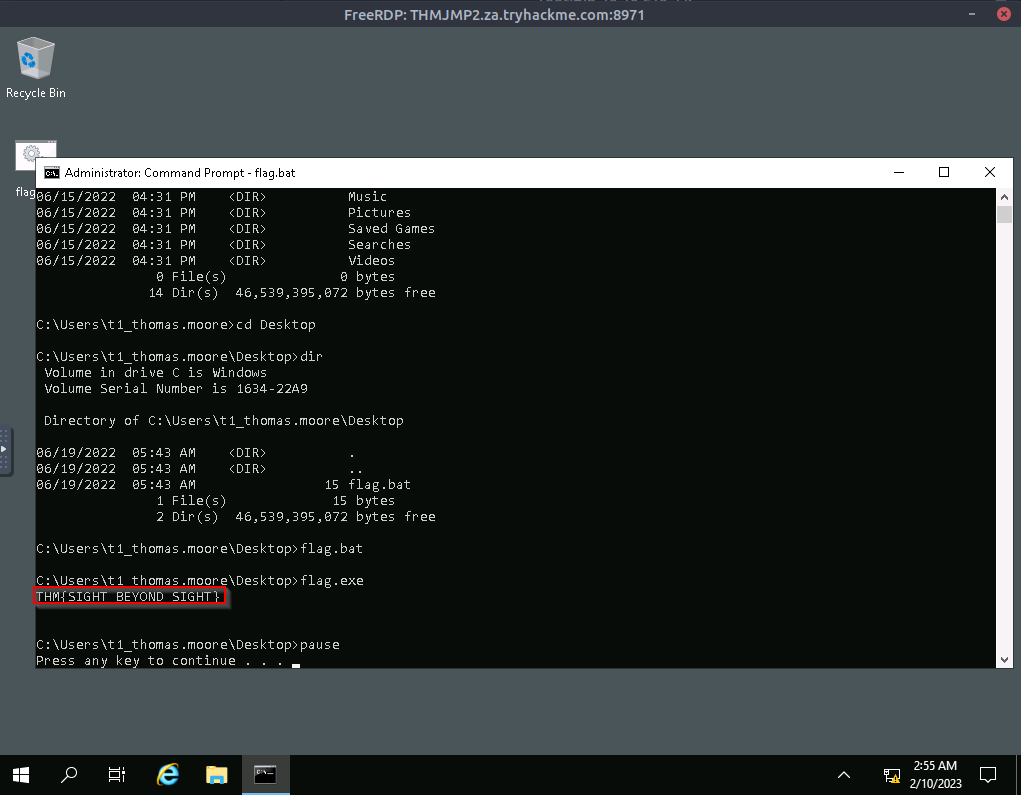 FreeRDP: THMJMP2.za.tryhackme.com:8971
Recycle Bin
flag
Administrator: Command Prompt - flag.bat
06/15/2022  04:31 PM    <DIR>          Music
06/15/2022  04:31 PM    <DIR>          Pictures
06/15/2022  04:31 PM    <DIR>          Saved Games
06/15/2022  04:31 PM    <DIR>          Searches
06/15/2022  04:31 PM    <DIR>          Videos
               0 File(s)              0 bytes
              14 Dir(s)  46,539,395,072 bytes free
C:\Users\t1_thomas.moore>cd Desktop
C:\Users\t1_thomas.moore\Desktop>dir
 Volume in drive C is Windows
 Volume Serial Number is 1634-22A9
 Directory of C:\Users\t1_thomas.moore\Desktop
06/19/2022  05:43 AM    <DIR>          .
06/19/2022  05:43 AM    <DIR>          ..
06/19/2022  05:43 AM                15 flag.bat
               1 File(s)             15 bytes
               2 Dir(s)  46,539,395,072 bytes free
C:\Users\t1_thomas.moore\Desktop>flag.bat
C:\Users\t1_thomas.moore\Desktop>flag.exe
THM{SIGHT_BEYOND_SIGHT}
C:\Users\t1_thomas.moore\Desktop>pause
Press any key to continue . . .
2:55 AM
2/10/2023